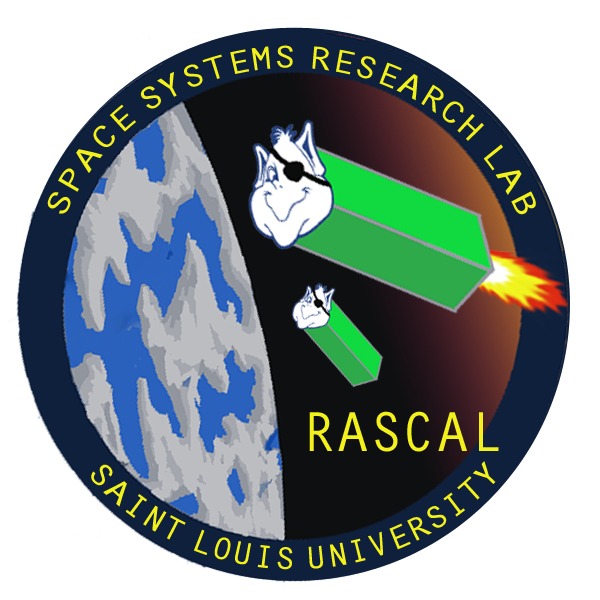 SPACE SYSTEMS RESEARCH LAB
RASCAL
SAINT LOUIS UNIVERSITY